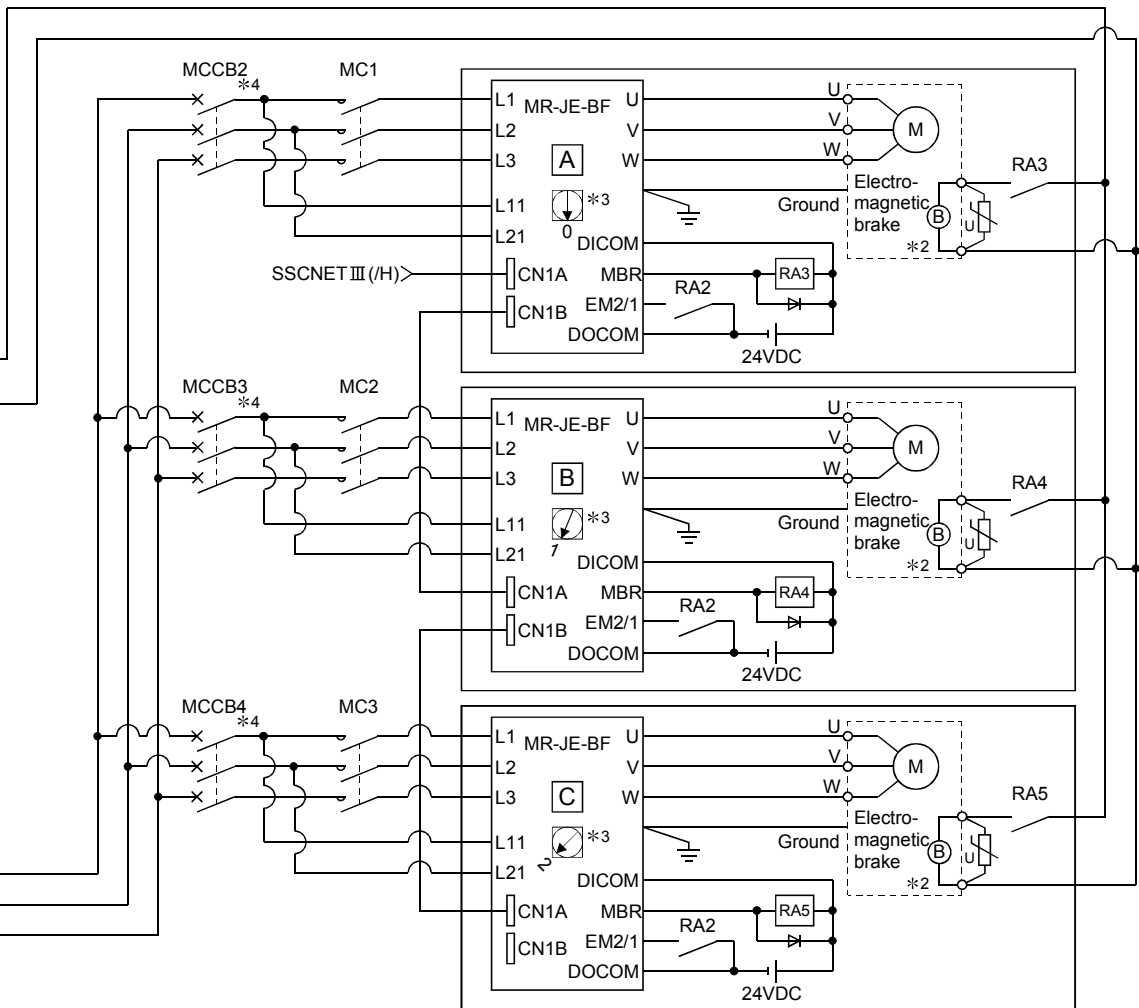 MCCB2 *4 MC1
L1 MR-JE-BF U U
L2 V V M
L3 W W
A
RA3
L11 *3 Ground Electro-
magnetic
brake B U
0
L21 DICOM *2
SSCNETⅢ(/H) CN1A MBR RA3
RA2
CN1B EM2/1
DOCOM
24VDC
MCCB3 *4 MC2
L1 MR-JE-BF U U
L2 V V M
L3 W W
B
RA4
L11 *3 Ground Electro-
magnetic
brake B U
1
L21 DICOM *2
CN1A MBR RA4
RA2
CN1B EM2/1
DOCOM
24VDC
MCCB4 *4 MC3
L1 MR-JE-BF U U
L2 V V M
L3 W W
C
RA5
L11 *3 Ground Electro-
magnetic
brake B U
2
L21 DICOM *2
CN1A MBR RA5
RA2
CN1B EM2/1
DOCOM
24VDC